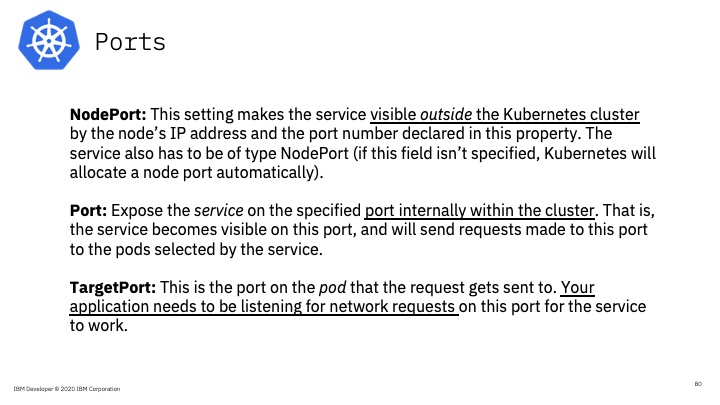 Ports
NodePort: This setting makes the service visible outside the Kubernetes cluster
by the node’s IP address and the port number declared in this property. The
service also has to be of type NodePort (if this field isn’t specified, Kubernetes will
allocate a node port automatically).
Port: Expose the service on the specified port internally within the cluster. That is,
the service becomes visible on this port, and will send requests made to this port
to the pods selected by the service.
TargetPort: This is the port on the pod that the request gets sent to. Your
application needs to be listening for network requests on this port for the service
to work.
IBM Developer © 2020 IBM Corporation
80